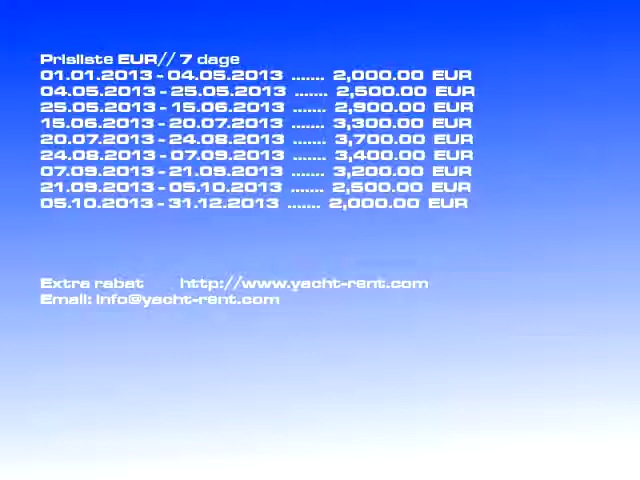 Prisliste EUR// 7 dage
01.01.2013 - 04.05.2013 ....... 2,000.00 EUR
04.05.2013 - 25.05.2013 ....... 2,500.00 EUR
25.05.2013 - 15.06.2013 ....... 2,900.00 EUR
15.06.2013 - 20.07.2013 ....... 3,300.00 EUR
20.07.2013 - 24.08.2013 ....... 3,700.00 EUR
24.08.2013 - 07.09.2013 ....... 3,400.00 EUR
07.09.2013 - 21.09.2013 ....... 3,200.00 EUR
21.09.2013 - 05.10.2013 ....... 2,500.00 EUR
05.10.2013 - 31.12.2013 ....... 2,000.00 EUR
Extra rabat http://www.yacht-rent.com
Email: info@yacht-rent.com